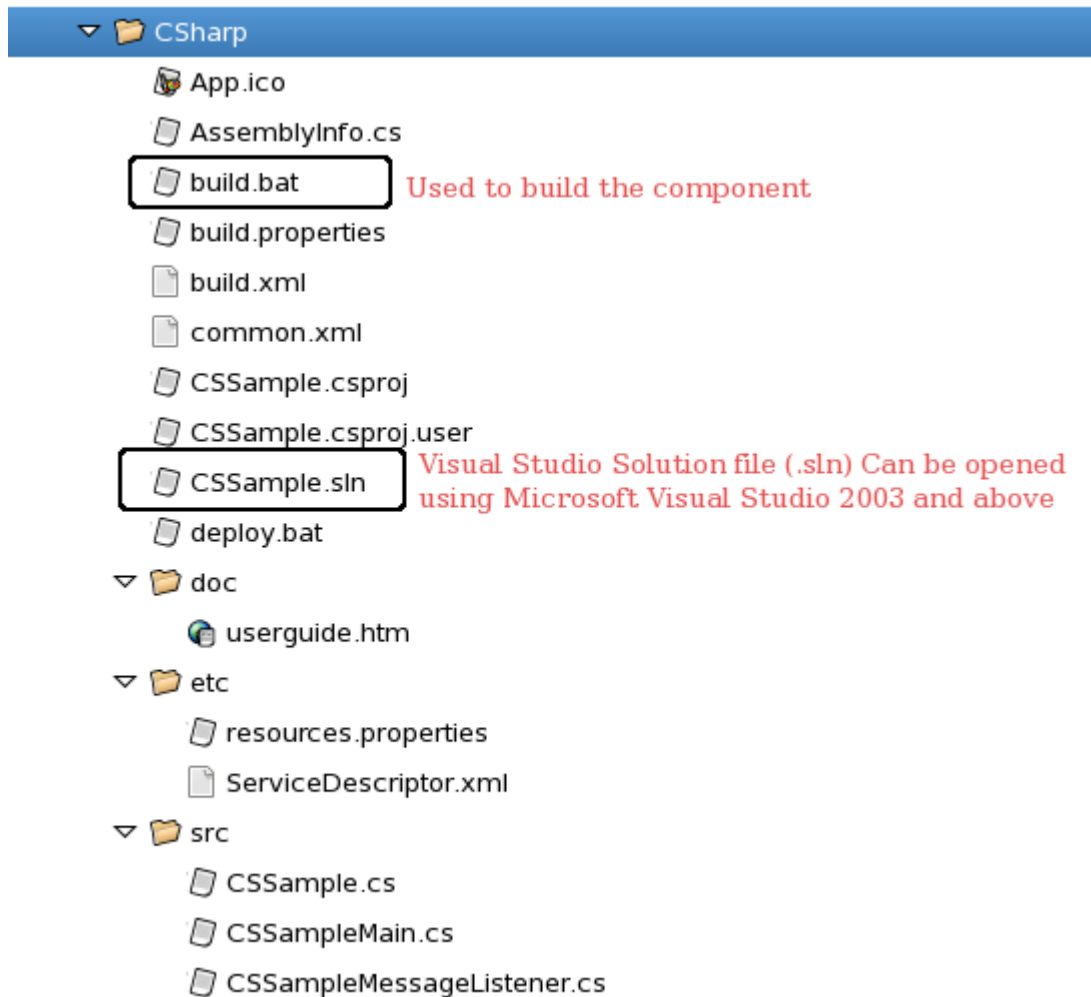 CSharp
App.ico
AssemblyInfo.cs
build.bat
Used to build the component
build.properties
build.xml
common.xml
CSSample.csproj
CSSample.csproj.user
CSSample.sln
Visual Studio Solution file (.sln) Can be opened
using Microsoft Visual Studio 2003 and above
deploy.bat
doc
userguide.htm
etc
resources.properties
ServiceDescriptor.xml
src
CSSample.cs
CSSampleMain.cs
CSSampleMessageListener.cs